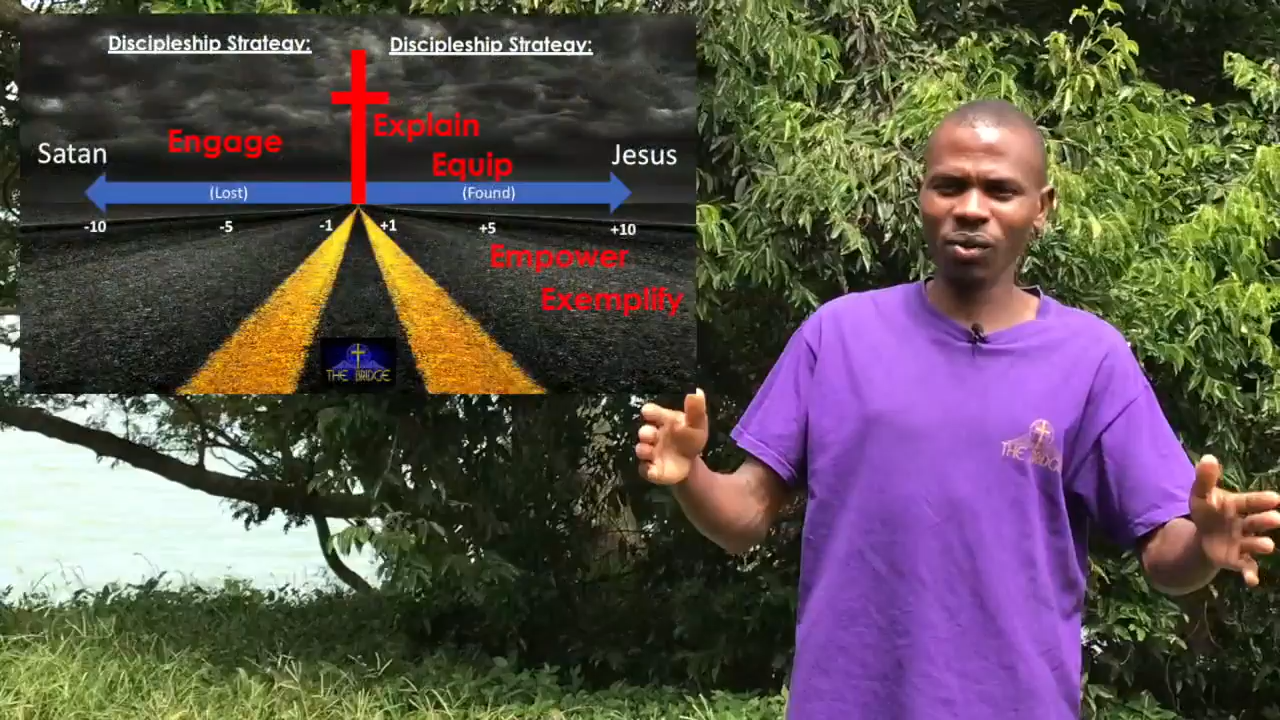 Discipleship Strategy:
Discipleship Strategy:
Engage
Explain
Equip
Satan
Jesus
(Lost)
(Found)
-10
-5
-1
+1
+5
+10
Empower
Exemplify
THE BRIDGE
THE BRIDGE